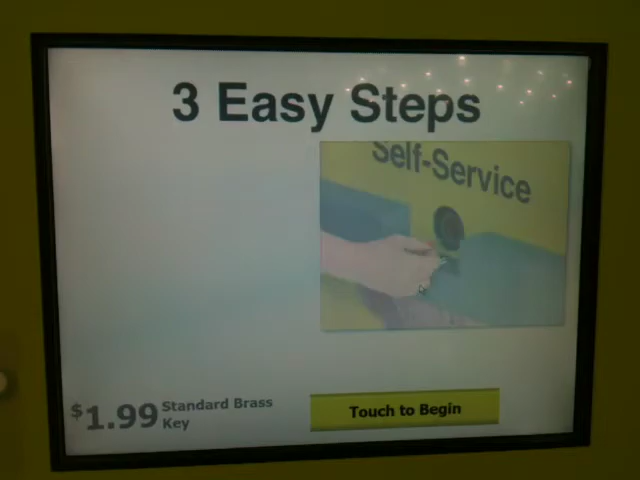 3 Easy Steps
Self-Service
$1.99 Standard Brass
Key
Touch to Begin